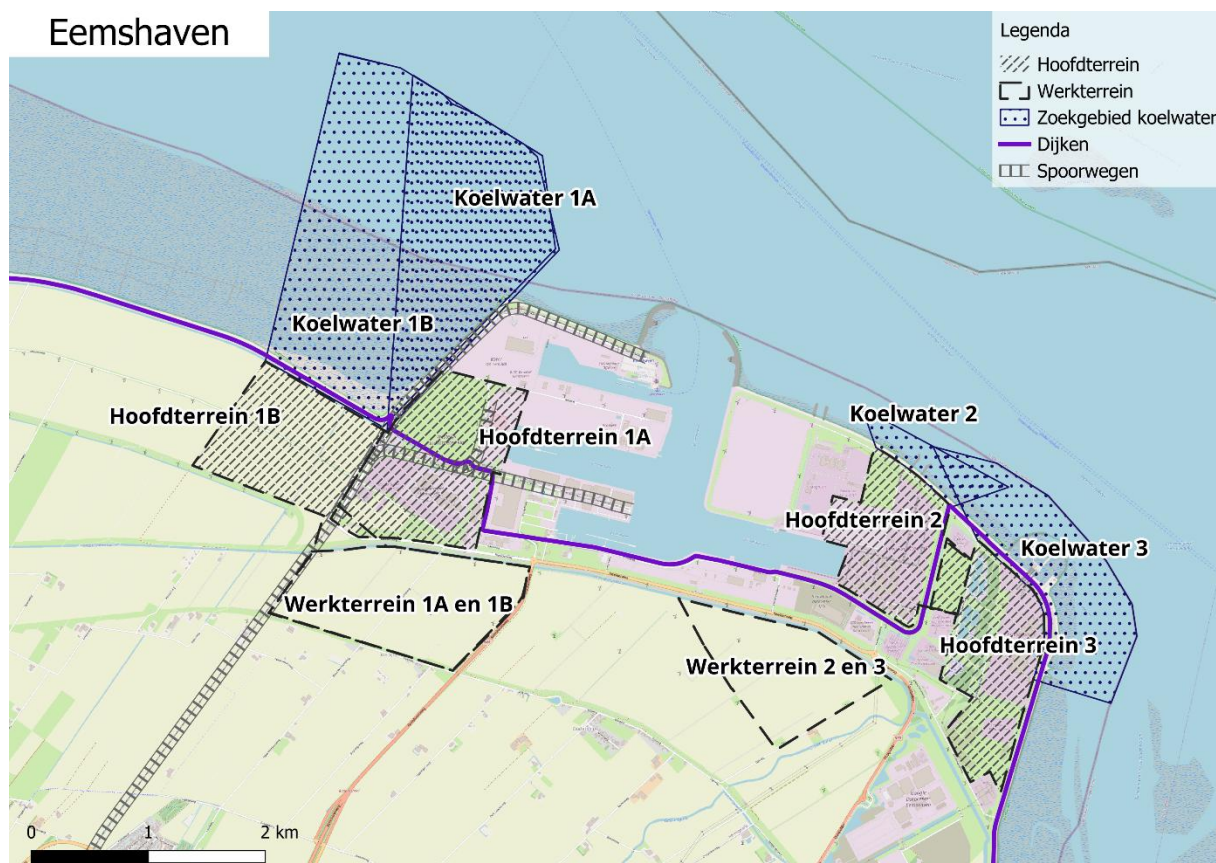 Eemshaven
Legenda
Hoofdterrein
Werkterrein
Zoekgebied koelwater
Dijken
Spoorwegen
Koelwater 1A
Koelwater 1B
Hoofdterrein 1B
Hoofdterrein 1A
Koelwater 2
Hoofdterrein 2
Koelwater 3
Werkterrein 1A en 1B
Hoofdterrein 3
Werkterrein 2 en 3
0 1 2 km